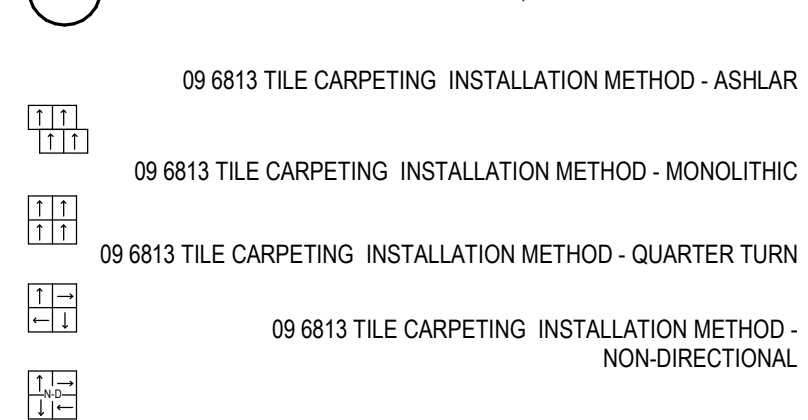 09 6813 TILE CARPETING INSTALLATION METHOD - ASHLAR
09 6813 TILE CARPETING INSTALLATION METHOD - MONOLITHIC
09 6813 TILE CARPETING INSTALLATION METHOD - QUARTER TURN
09 6813 TILE CARPETING INSTALLATION METHOD -
NON-DIRECTIONAL
N-D